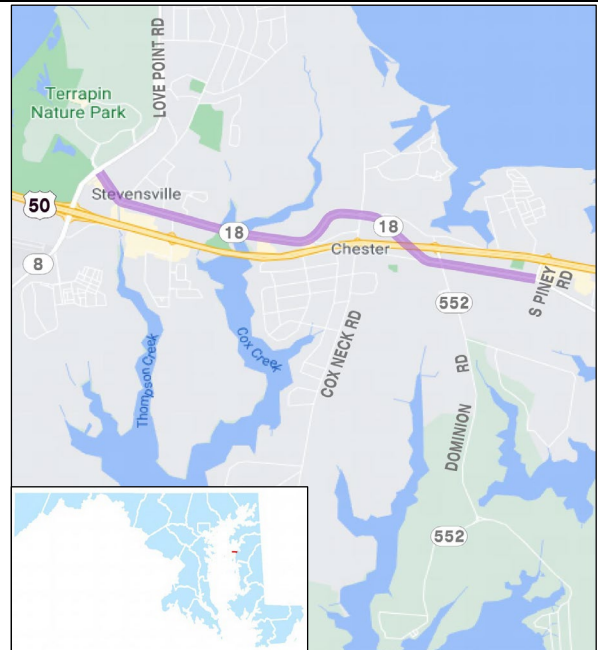 LOVE POINT RD
Terrapin
Nature Park
50
Stevensville
18
18
8
Chester
S PINEY
RD
552
Thompson Creek
Cox Creek
COX NECK RD
DOMINION RD
552